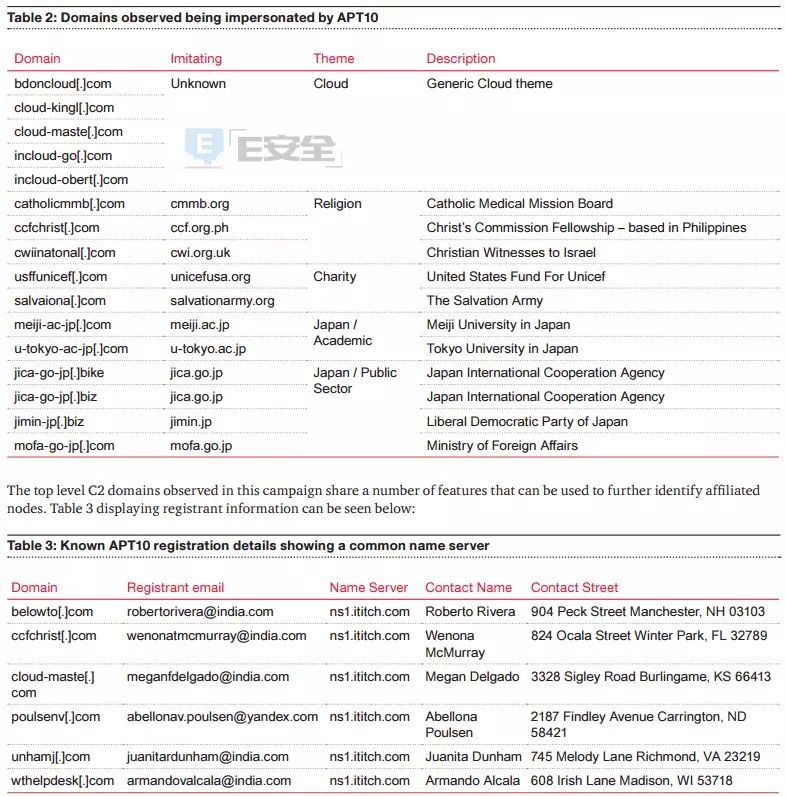 Table 2: Domains observed being impersonated by APT10
Domain Imitating Theme Description
bdoncloud[.]com Unknown Cloud Generic Cloud theme
cloud-kingl[.]com
cloud-maste[.]com
incloud-go[.]com
incloud-obert[.]com
E E安全
catholicmmb[.]com cmmb.org Religion Catholic Medical Mission Board
ccfchrist[.]com ccf.org.ph Christ’s Commission Fellowship – based in Philippines
cwiinatonal[.]com cwi.org.uk Christian Witnesses to Israel
usffunicef[.]com unicefusa.org Charity United States Fund For Unicef
salvaiona[.]com salvationarmy.org The Salvation Army
meiji-ac-jp[.]com meiji.ac.jp Japan / Academic Meiji University in Japan
u-tokyo-ac-jp[.]com u-tokyo.ac.jp Tokyo University in Japan
jica-go-jp[.]bike jica.go.jp Japan / Public Sector Japan International Cooperation Agency
jica-go-jp[.]biz jica.go.jp Japan International Cooperation Agency
jimin-jp[.]biz jimin.jp Liberal Democratic Party of Japan
mofa-go-jp[.]com mofa.go.jp Ministry of Foreign Affairs
The top level C2 domains observed in this campaign share a number of features that can be used to further identify affiliated
nodes. Table 3 displaying registrant information can be seen below:
Table 3: Known APT10 registration details showing a common name server
Domain Registrant email Name Server Contact Name Contact Street
belowto[.]com robertorivera@india.com ns1.ititch.com Roberto Rivera 904 Peck Street Manchester, NH 03103
ccfchrist[.]com wenonatmcmurray@india.com ns1.ititch.com Wenona McMurray 824 Ocala Street Winter Park, FL 32789
cloud-maste[.]com meganfdelgado@india.com ns1.ititch.com Megan Delgado 3328 Sigley Road Burlingame, KS 66413
poulsenv[.]com abellonav.poulsen@yandex.com ns1.ititch.com Abellona Poulsen 2187 Findley Avenue Carrington, ND 58421
unhamj[.]com juanitardunham@india.com ns1.ititch.com Juanita Dunham 745 Melody Lane Richmond, VA 23219
wthelpdesk[.]com armandovalcala@india.com ns1.ititch.com Armando Alcala 608 Irish Lane Madison, WI 53718